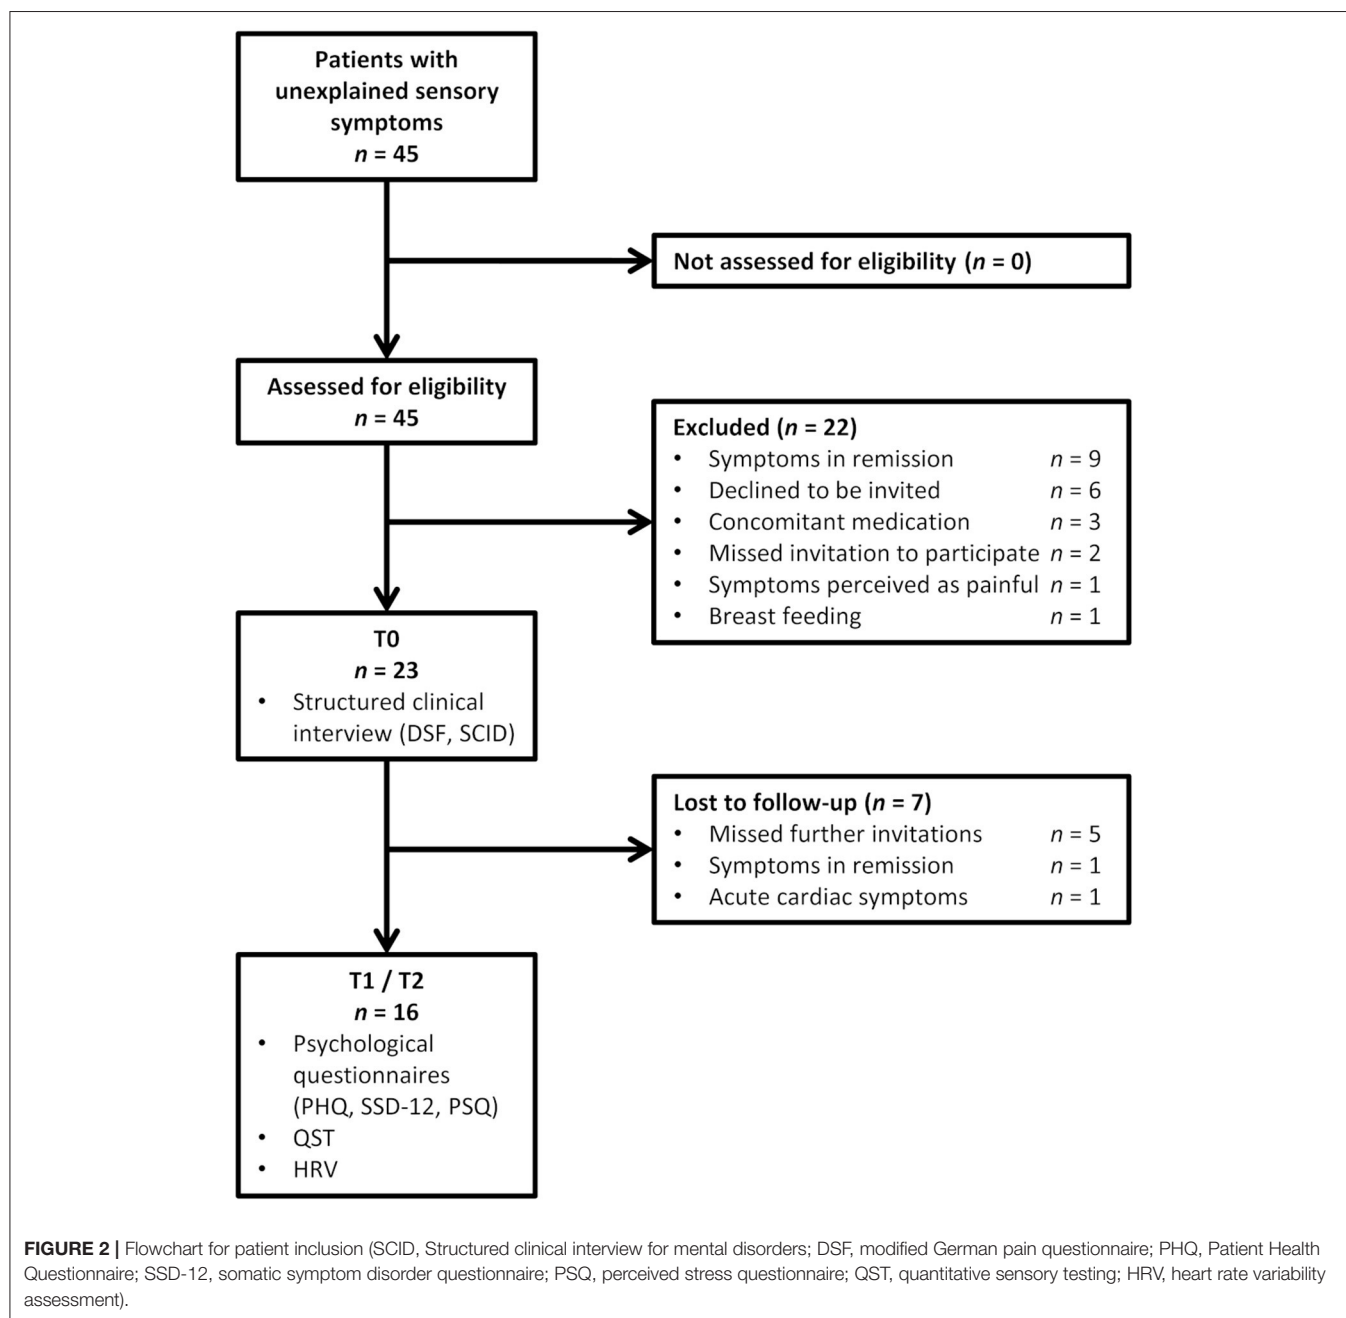 Patients with
unexplained sensory
symptoms
n = 45
Not assessed for eligibility (n = 0)
Assessed for eligibility
n = 45
Excluded (n = 22)
• Symptoms in remission n = 9
• Declined to be invited n = 6
• Concomitant medication n = 3
• Missed invitation to participate n = 2
• Symptoms perceived as painful n = 1
• Breast feeding n = 1
T0
n = 23
• Structured clinical
interview (DSF, SCID)
Lost to follow-up (n = 7)
• Missed further invitations n = 5
• Symptoms in remission n = 1
• Acute cardiac symptoms n = 1
T1 / T2
n = 16
• Psychological
questionnaires
(PHQ, SSD-12, PSQ)
• QST
• HRV
FIGURE 2 | Flowchart for patient inclusion (SCID, Structured clinical interview for mental disorders; DSF, modified German pain questionnaire; PHQ, Patient Health
Questionnaire; SSD-12, somatic symptom disorder questionnaire; PSQ, perceived stress questionnaire; QST, quantitative sensory testing; HRV, heart rate variability
assessment).